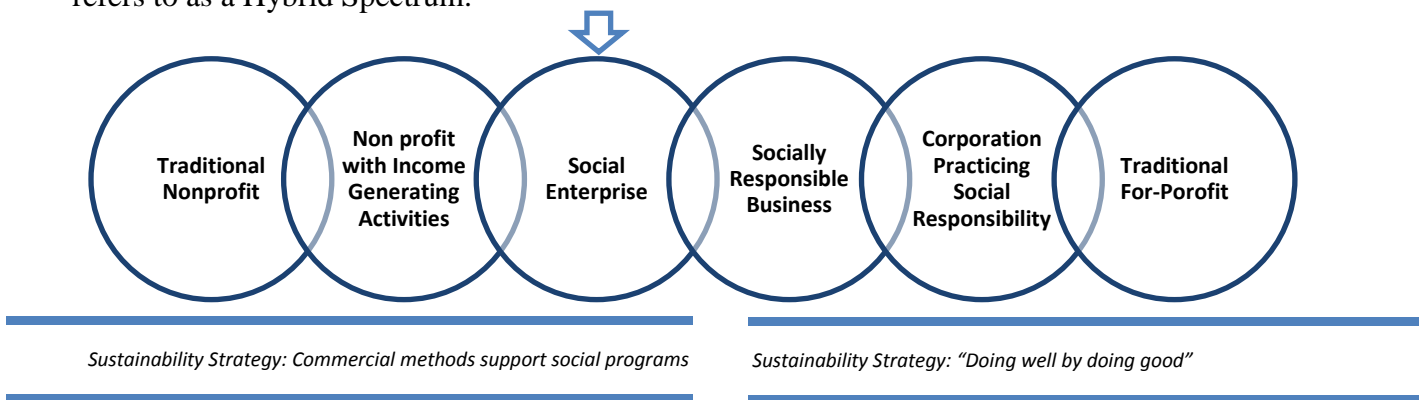 refers to as a Hybrid Spectrum.
Traditional
Nonprofit
Non profit
with Income
Generating
Activities
Social
Enterprise
Socially
Responsible
Business
Corporation
Practicing
Social
Responsibility
Traditional
For-Porofit
Sustainability Strategy: Commercial methods support social programs
Sustainability Strategy: “Doing well by doing good”